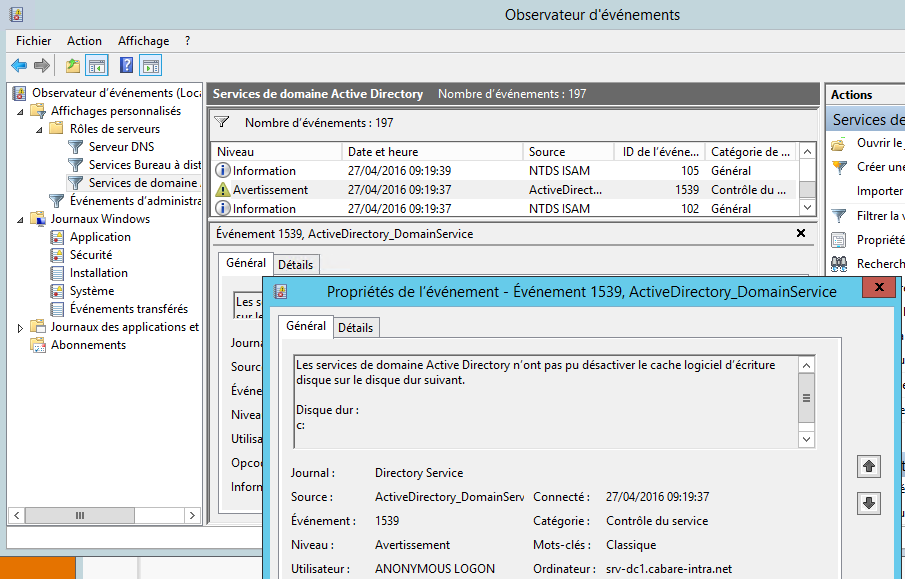 Observateur d'événements
Fichier Action Affichage ?
Observateur d'événements (Loca
Affichages personnalisés
Rôles de serveurs
Serveur DNS
Services Bureau à dist
Services de domaine
Événements d'administra
Journaux Windows
Application
Sécurité
Installation
Système
Événements transférés
Journaux des applications et
Abonnements
Services de domaine Active Directory Nombre d'événements : 197
Nombre d'événements : 197
Niveau Date et heure Source ID de l'événe... Catégorie de ...
Information 27/04/2016 09:19:39 NTDS ISAM 105 Général
Avertissement 27/04/2016 09:19:37 ActiveDirect... 1539 Contrôle du ...
Information 27/04/2016 09:19:37 NTDS ISAM 102 Général
Événement 1539, ActiveDirectory_DomainService
Général Détails
Les s
sur le
Journa
Sourc
Événe
Nivea
Utilisa
Opcod
Inform
Actions
Services de
Ouvrir le
Créer une
Importer
Filtrer la v
Propriété
Recherch
Propriétés de l'événement - Événement 1539, ActiveDirectory_DomainService
Général Détails
Les services de domaine Active Directory n'ont pas pu désactiver le cache logiciel d'écriture
disque sur le disque dur suivant.
Disque dur :
c:
Journal : Directory Service
Source : ActiveDirectory_DomainServ Connecté : 27/04/2016 09:19:37
Événement : 1539 Catégorie : Contrôle du service
Niveau : Avertissement Mots-clés : Classique
Utilisateur : ANONYMOUS LOGON Ordinateur : srv-dc1.cabare-intra.net